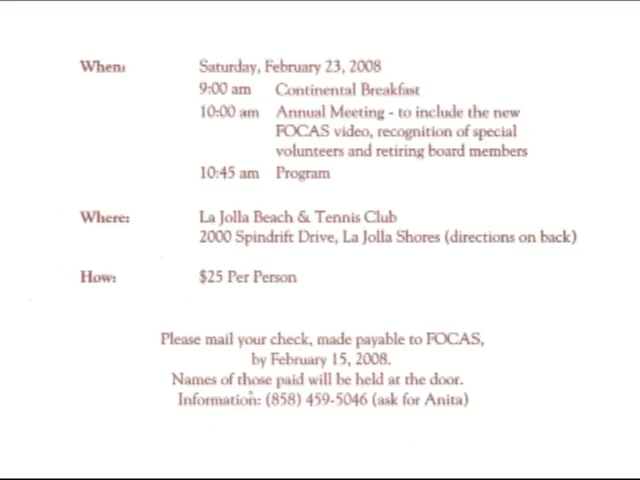 When: Saturday, February 23, 2008
9:00 am Continental Breakfast
10:00 am Annual Meeting - to include the new
FOCAS video, recognition of special
volunteers and retiring board members
10:45 am Program
Where: La Jolla Beach & Tennis Club
2000 Spindrift Drive, La Jolla Shores (directions on back)
How: $25 Per Person
Please mail your check, made payable to FOCAS,
by February 15, 2008.
Names of those paid will be held at the door.
Information: (858) 459-5046 (ask for Anita)